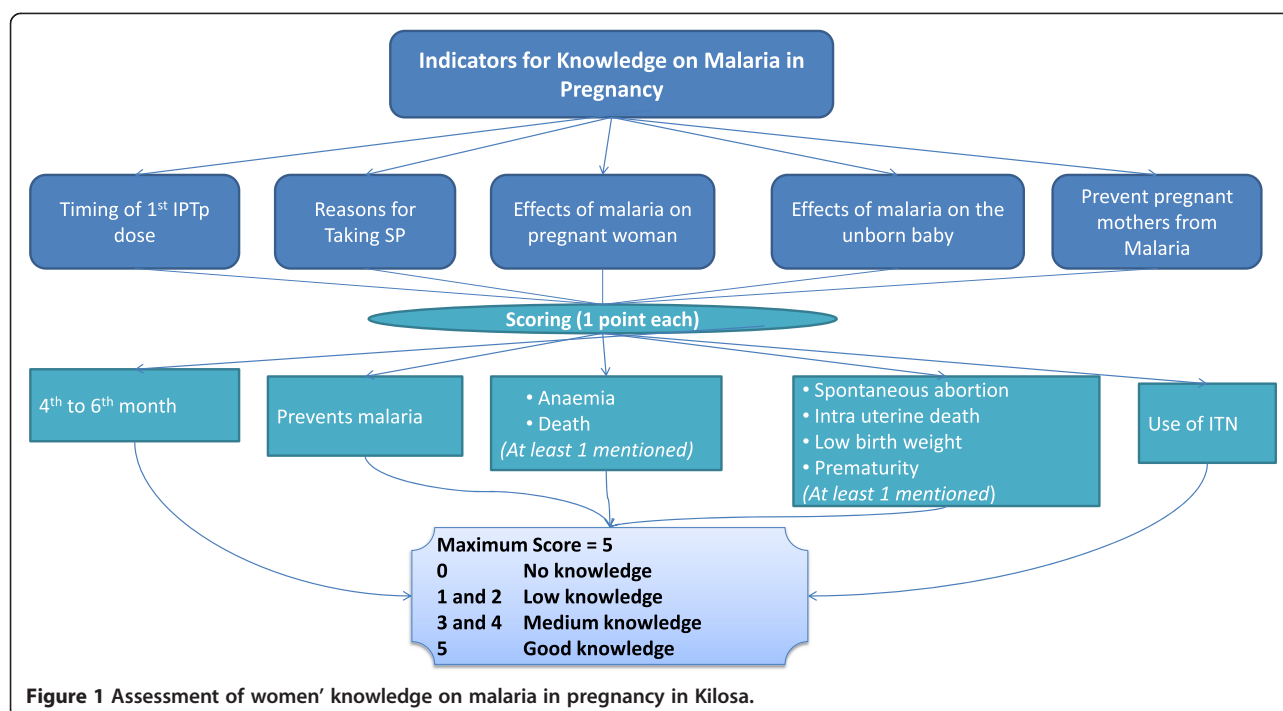 Indicators for Knowledge on Malaria in
Pregnancy
Timing of 1st IPTp
dose
Reasons for
Taking SP
Effects of malaria on
pregnant woman
Effects of malaria on the
unborn baby
Prevent pregnant
mothers from
Malaria
Scoring (1 point each)
4th to 6th month
Prevents malaria
• Anaemia
• Death
(At least 1 mentioned)
• Spontaneous abortion
• Intra uterine death
• Low birth weight
• Prematurity
(At least 1 mentioned)
Use of ITN
Maximum Score = 5
0 No knowledge
1 and 2 Low knowledge
3 and 4 Medium knowledge
5 Good knowledge
Figure 1 Assessment of women' knowledge on malaria in pregnancy in Kilosa.